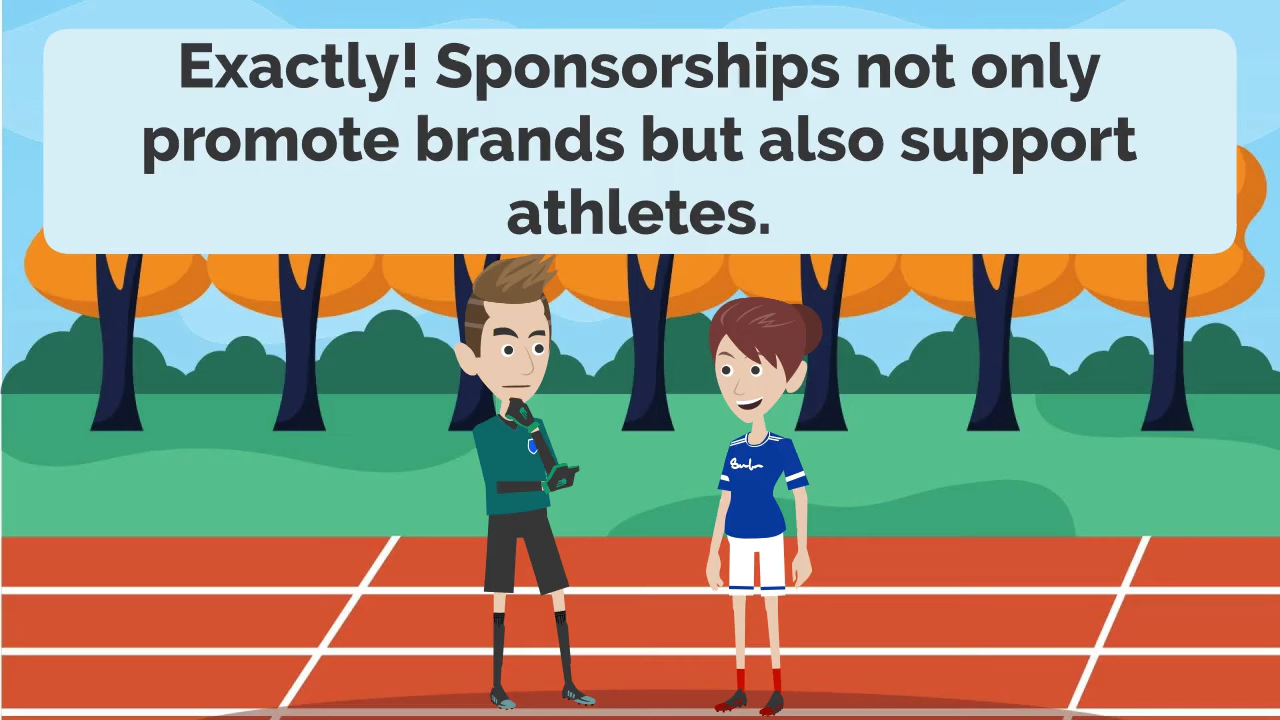 Exactly! Sponsorships not only
promote brands but also support
athletes.